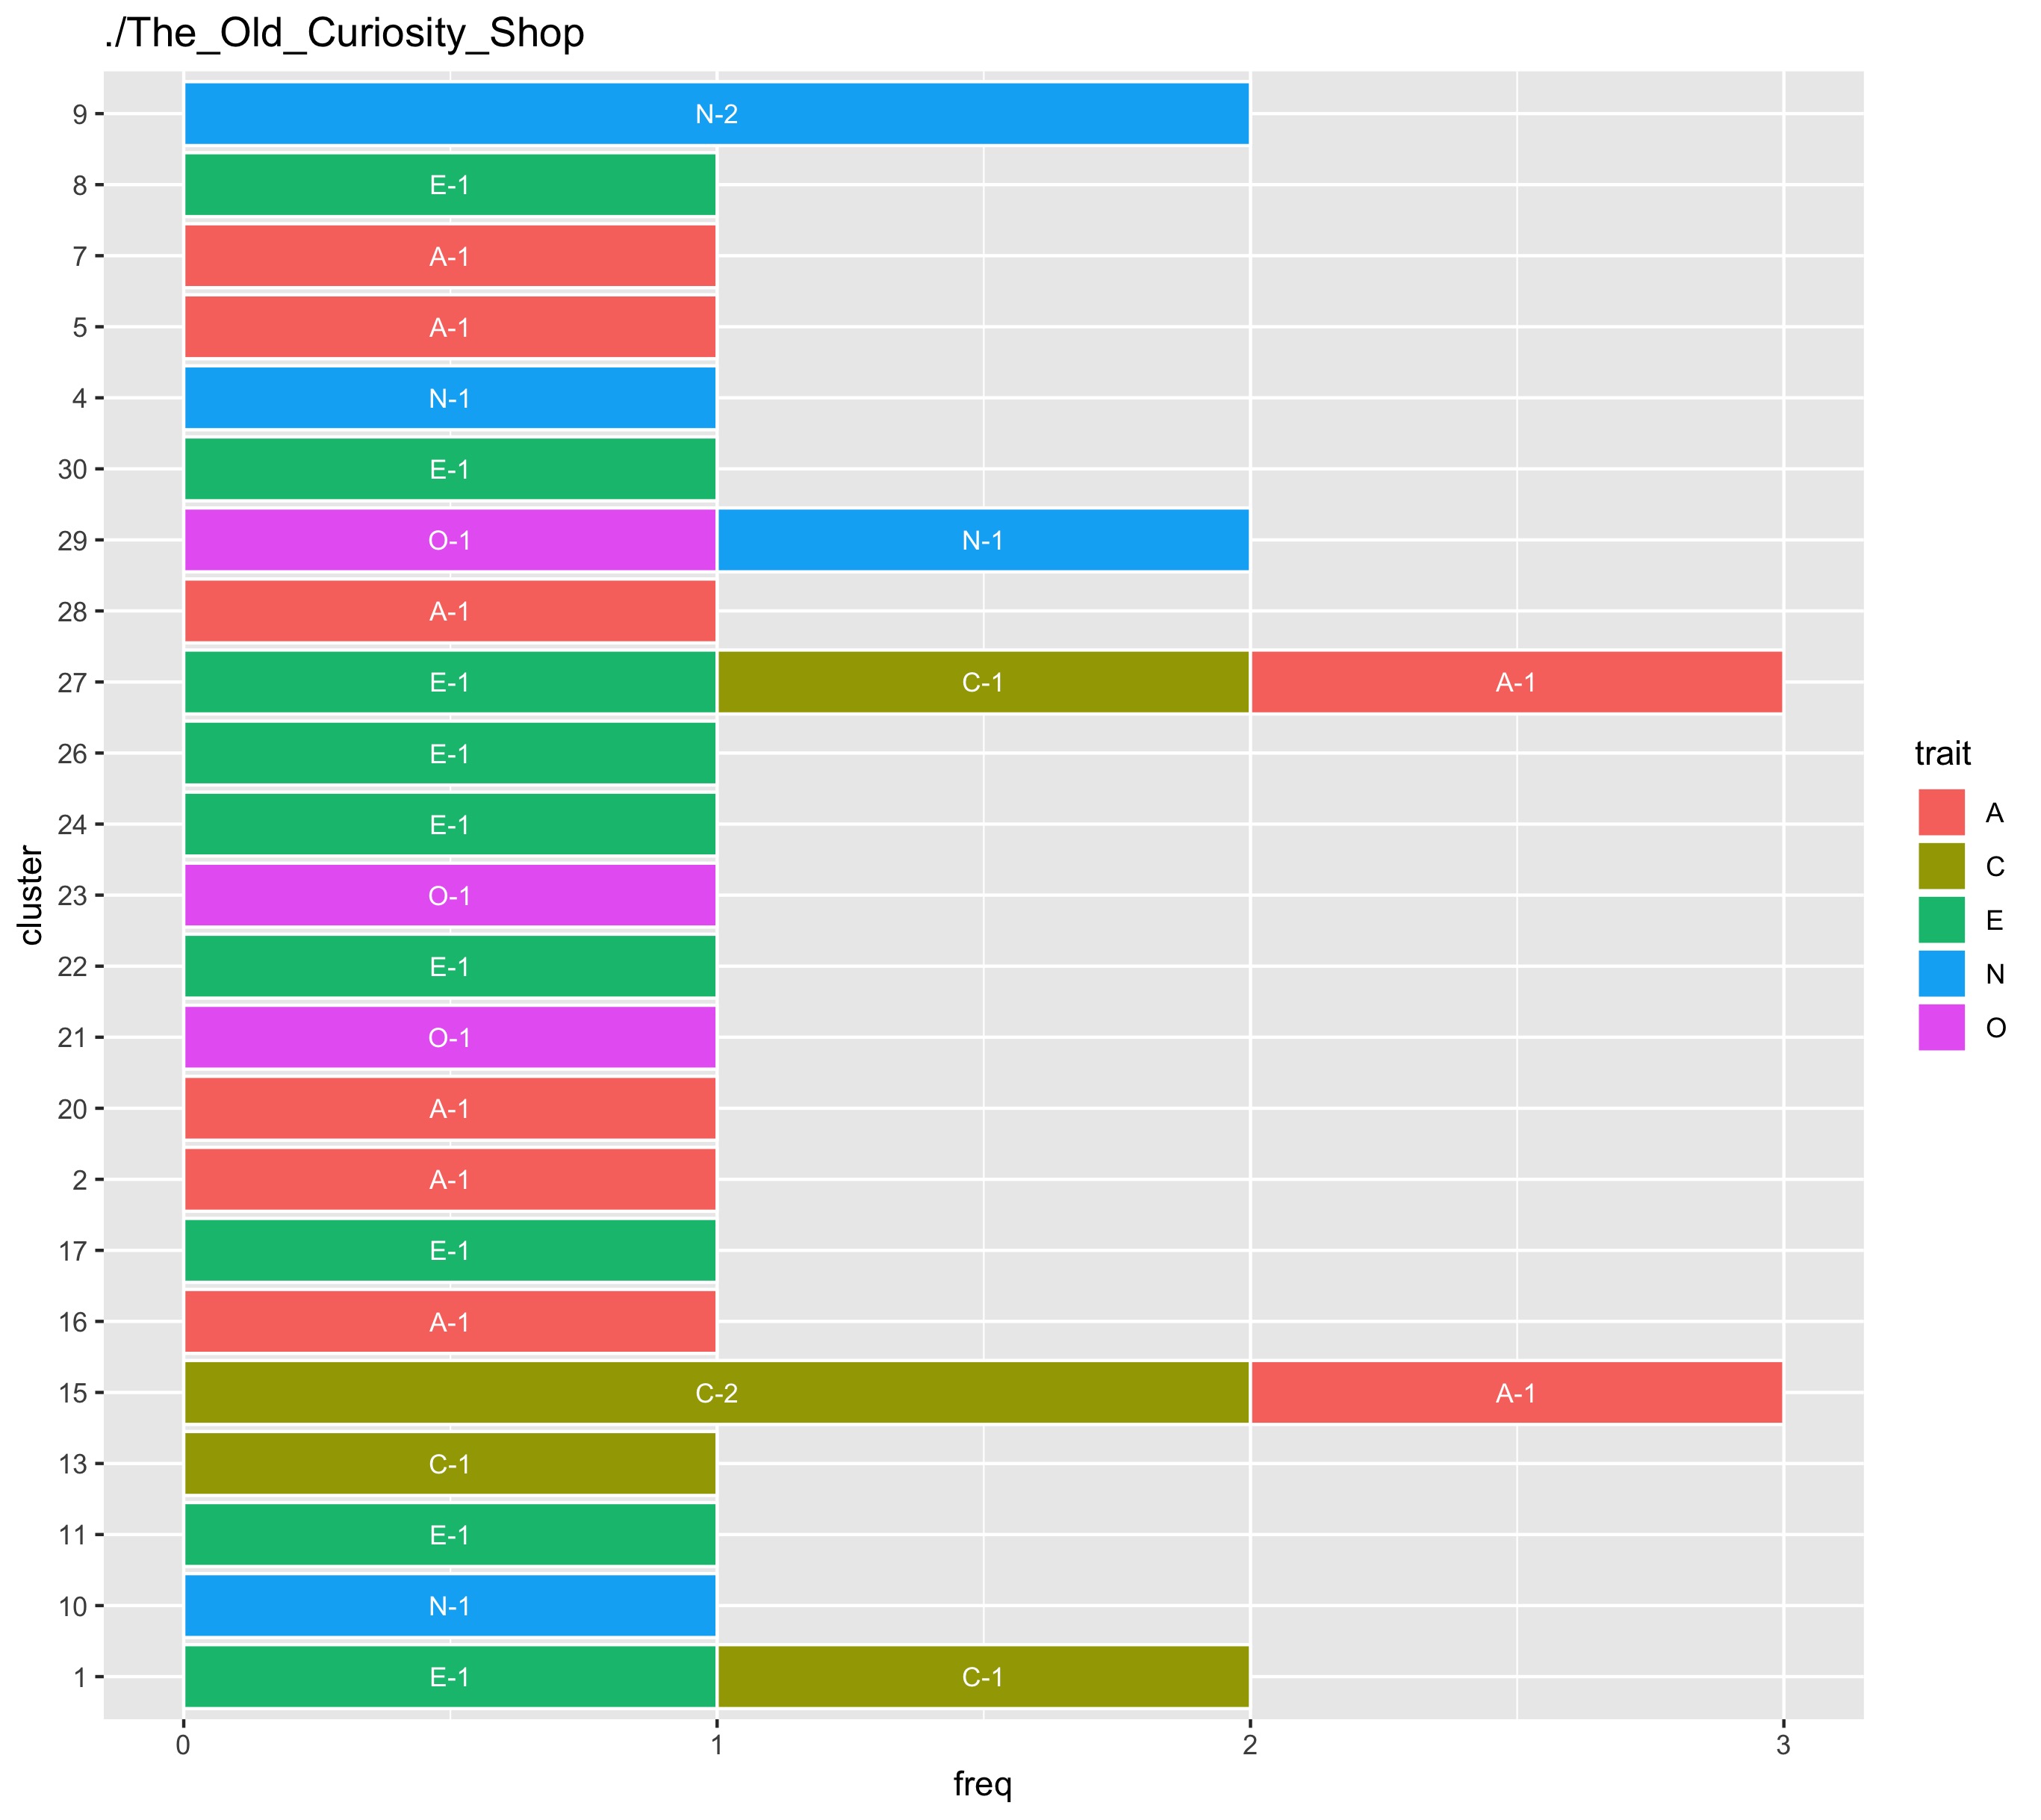 ./The_Old_Curiosity_Shop
9 N-2
8 E-1
7 A-1
5 A-1
4 N-1
30 E-1
29 O-1 N-1
28 A-1
27 E-1 C-1 A-1
26 E-1
24 E-1
23 O-1
22 E-1
21 O-1
20 A-1
2 A-1
17 E-1
16 A-1
15 C-2 A-1
13 C-1
11 E-1
10 N-1
1 E-1 C-1
0 1 2 3
freq
cluster
trait
A
C
E
N
O